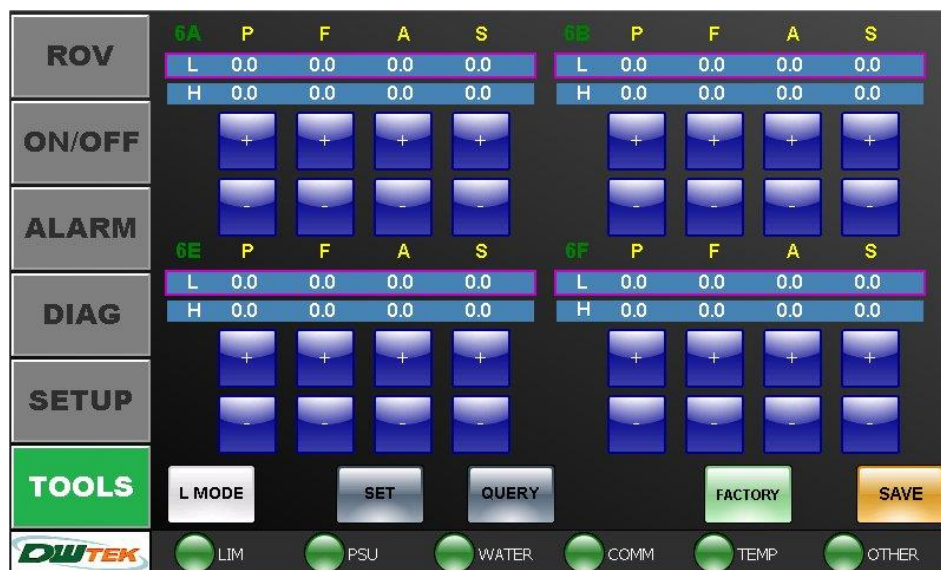 ROV
ON/OFF
ALARM
DIAG
SETUP
TOOLS
DWTEK
6A P F A S
L 0.0 0.0 0.0 0.0
H 0.0 0.0 0.0 0.0
+ + + +
- - - -
6B P F A S
L 0.0 0.0 0.0 0.0
H 0.0 0.0 0.0 0.0
+ + + +
- - - -
6E P F A S
L 0.0 0.0 0.0 0.0
H 0.0 0.0 0.0 0.0
+ + + +
- - - -
6F P F A S
L 0.0 0.0 0.0 0.0
H 0.0 0.0 0.0 0.0
+ + + +
- - - -
L MODE SET QUERY FACTORY SAVE
LIM PSU WATER COMM TEMP OTHER